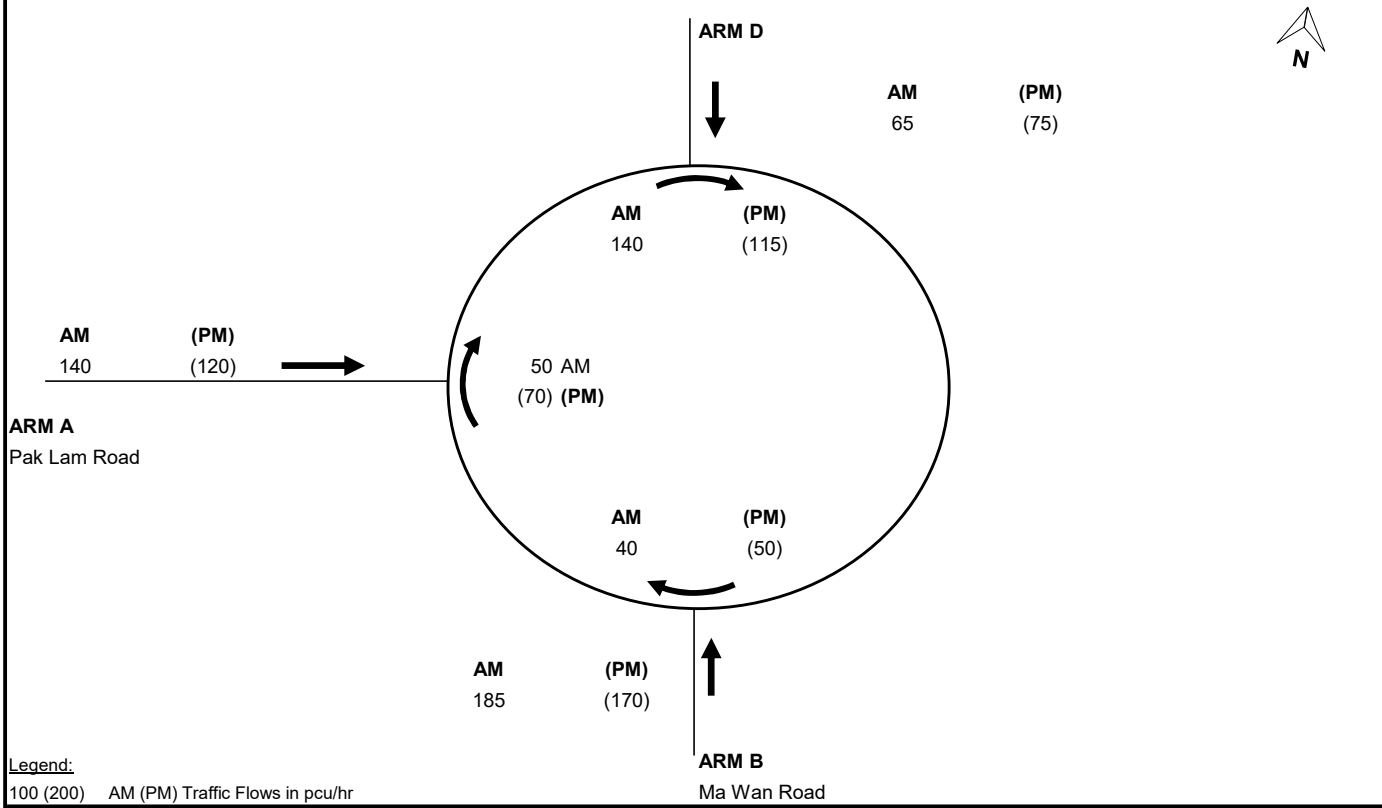 ARM D
N
AM (PM)
65 (75)
AM (PM)
140 (115)
AM (PM)
140 (120)
50 AM
(70) (PM)
ARM A
Pak Lam Road
AM (PM)
40 (50)
AM (PM)
185 (170)
ARM B
Ma Wan Road
Legend:
100 (200) AM (PM) Traffic Flows in pcu/hr